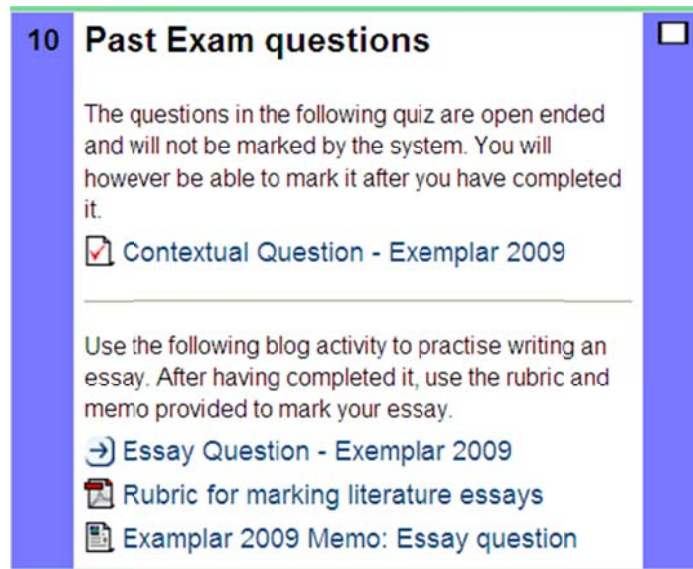 10 Past Exam questions
The questions in the following quiz are open ended
and will not be marked by the system. You will
however be able to mark it after you have completed
it.
Contextual Question - Exemplar 2009
Use the following blog activity to practise writing an
essay. After having completed it, use the rubric and
memo provided to mark your essay.
Essay Question - Exemplar 2009
Rubric for marking literature essays
Examplar 2009 Memo: Essay question